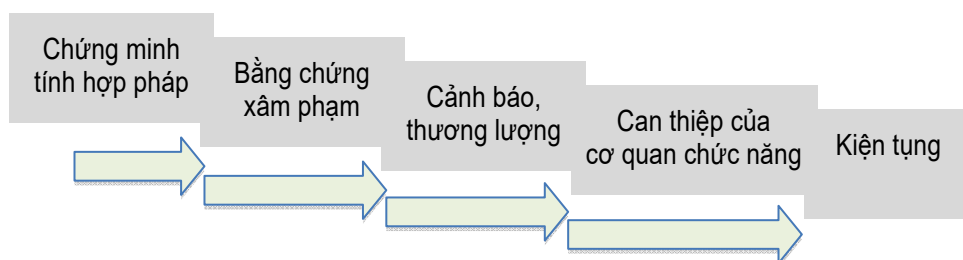 Chứng minh
tính hợp pháp
Bằng chứng
xâm phạm
Cảnh báo,
thương lượng
Can thiệp của
cơ quan chức năng
Kiện tụng